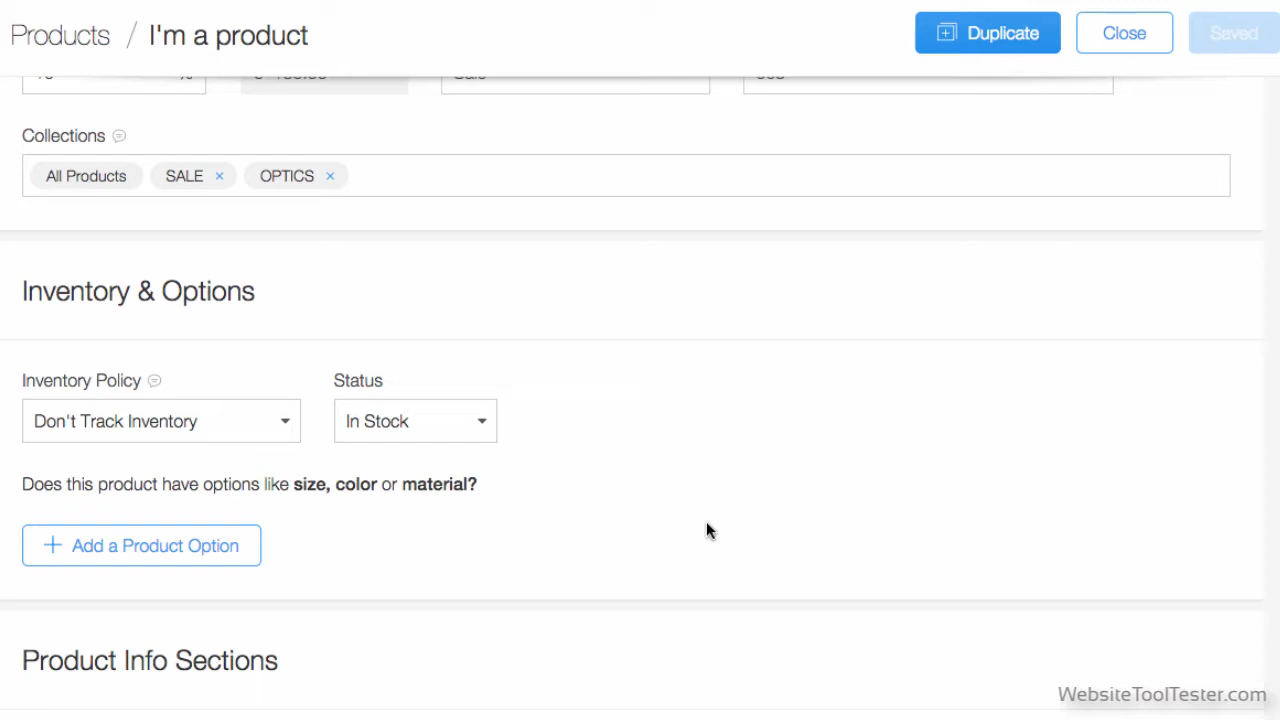 Products / I'm a product
Duplicate
Close
Saved
Collections
All Products
SALE ×
OPTICS ×
Inventory & Options
Inventory Policy
Status
Don't Track Inventory
In Stock
Does this product have options like size, color or material?
+ Add a Product Option
Product Info Sections
WebsiteToolTester.com